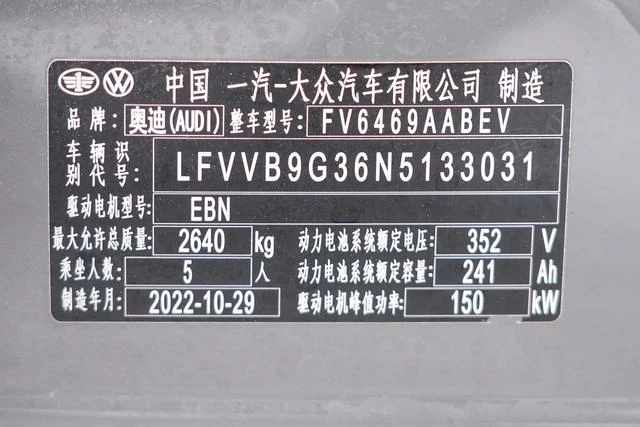 中国 一汽-大众汽车有限公司 制造
品牌: 奥迪(AUDI) 整车型号: FV6469AABEV
车辆识别代号: LFVVB9G36N5133031
驱动电机型号: EBN
最大允许总质量: 2640 kg 动力电池系统额定电压: 352 V
乘坐人数: 5 人 动力电池系统额定容量: 241 Ah
制造年月: 2022-10-29 驱动电机峰值功率: 150 kW